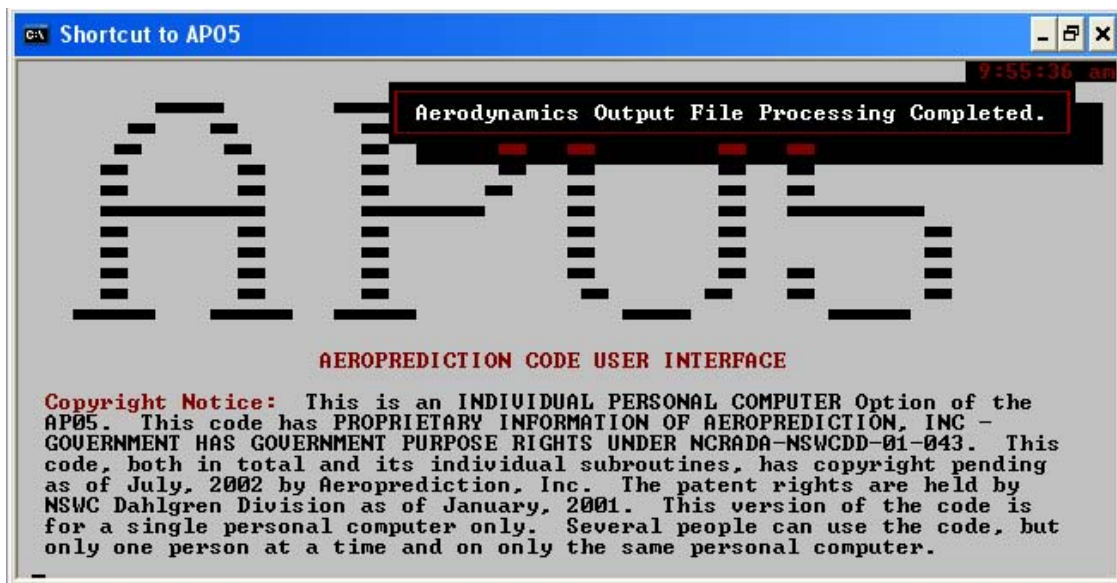 Shortcut to AP05
9:55:36 am
Aerodynamics Output File Processing Completed.
AP05
AEROPREDICTION CODE USER INTERFACE
Copyright Notice: This is an INDIVIDUAL PERSONAL COMPUTER Option of the
AP05. This code has PROPRIETARY INFORMATION OF AEROPREDICTION, INC -
GOVERNMENT HAS GOVERNMENT PURPOSE RIGHTS UNDER NCRADA-NSWCDD-01-043. This
code, both in total and its individual subroutines, has copyright pending
as of July, 2002 by Aeroprediction, Inc. The patent rights are held by
NSWC Dahlgren Division as of January, 2001. This version of the code is
for a single personal computer only. Several people can use the code, but
only one person at a time and on only the same personal computer.